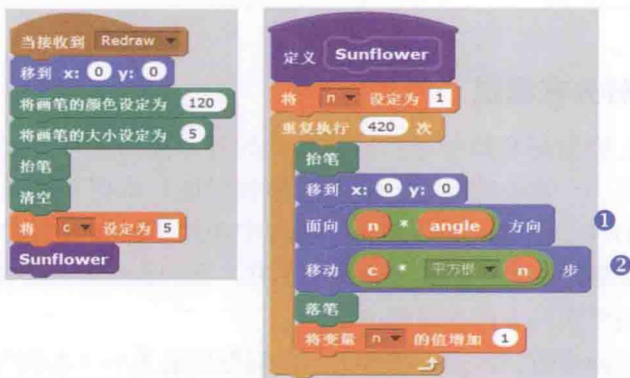 当接收到 Redraw
移到 x: 0 y: 0
将画笔的颜色设定为 120
将画笔的大小设定为 5
抬笔
清空
将 c 设定为 5
Sunflower
定义 Sunflower
将 n 设定为 1
重复执行 420 次
抬笔
移到 x: 0 y: 0
面向 n * angle 方向 ❶
移动 c * 平方根 n 步 ❷
落笔
将变量 n 的值增加 1